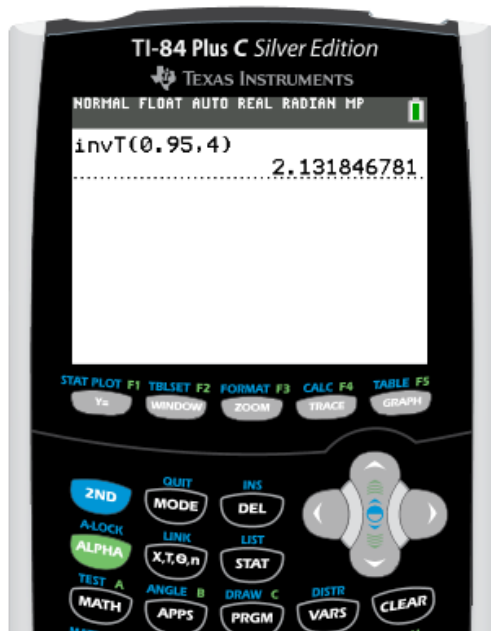 TI-84 Plus C Silver Edition
TEXAS INSTRUMENTS
NORMAL FLOAT AUTO REAL RADIAN MP
invT(0.95,4)
2.131846781
STAT PLOT F1 TBLSET F2 FORMAT F3 CALC F4 TABLE F5
Y= WINDOW ZOOM TRACE GRAPH
QUIT INS
2ND MODE DEL
A-LOCK LINK LIST
ALPHA X,T,θ,n STAT
TEST A ANGLE B DRAW C DISTR
MATH APPS PRGM VARS CLEAR